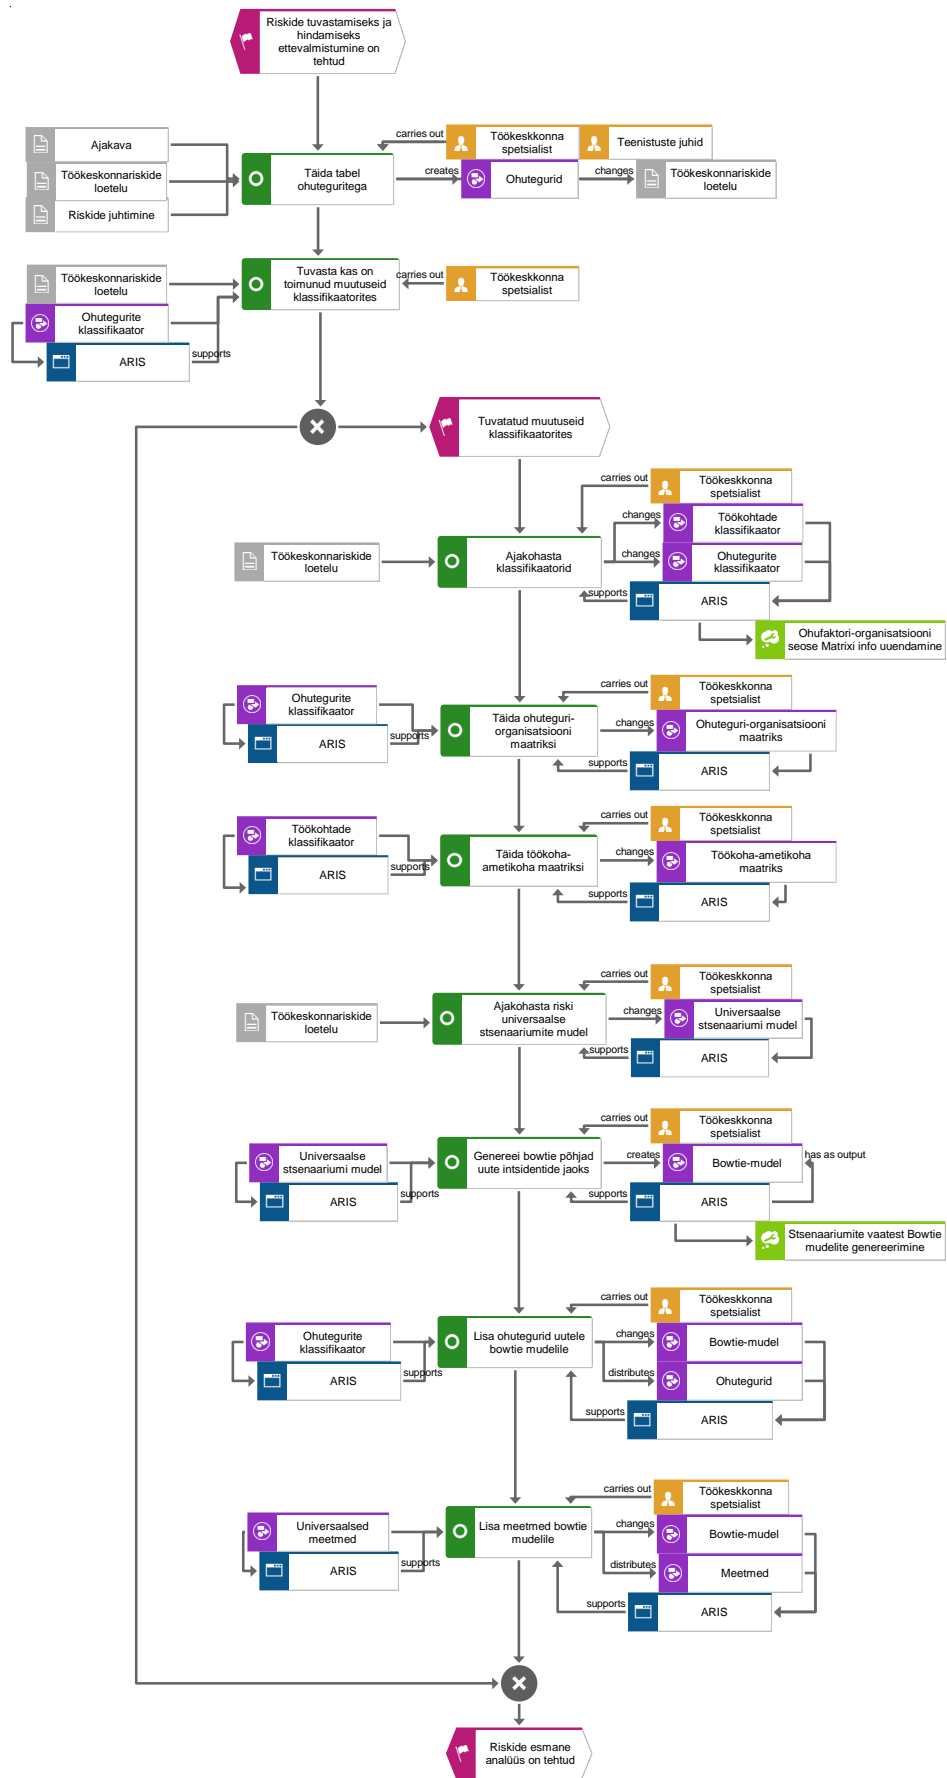 Riskide tuvastamiseks ja
hindamiseks
ettevalmistumine on
tehtud
Ajakava
Töökeskonnariskide
loetelu
Riskide juhtimine
Täida tabel
ohuteguritega
carries out
Töökeskkonna
spetsialist
Teenistuste juhid
creates
Ohutegurid
changes
Töökeskonnariskide
loetelu
Töökeskonnariskide
loetelu
Ohutegurite
klassifikaator
ARIS
supports
Tuvasta kas on
toimunud muutuseid
klassifikaatorites
carries out
Töökeskkonna
spetsialist
Tuvatatud muutuseid
klassifikaatorites
Töökeskonnariskide
loetelu
Ajakohasta
klassifikaatorid
carries out
Töökeskkonna
spetsialist
changes
Töökohtade
klassifikaator
changes
Ohutegurite
klassifikaator
supports
ARIS
Ohufaktori-organisatsiooni
seose Matrixi info uuendamine
Ohutegurite
klassifikaator
ARIS
supports
Täida ohuteguri-
organisatsiooni
maatriksi
carries out
Töökeskkonna
spetsialist
changes
Ohuteguri-organisatsiooni
maatriks
supports
ARIS
Töökohtade
klassifikaator
ARIS
supports
Täida töökoha-
ametikoha maatriksi
carries out
Töökeskkonna
spetsialist
changes
Töökoha-ametikoha
maatriks
supports
ARIS
Töökeskonnariskide
loetelu
Ajakohasta riski
universaalse
stsenaariumite mudel
carries out
Töökeskkonna
spetsialist
changes
Universaalse
stsenaariumi mudel
supports
ARIS
Universaalse
stsenaariumi mudel
ARIS
supports
Genereei bowtie põhjad
uute intsidentide jaoks
carries out
Töökeskkonna
spetsialist
creates
Bowtie-mudel
has as output
supports
ARIS
Stsenaariumite vaatest Bowtie
mudelite genereerimine
Ohutegurite
klassifikaator
ARIS
supports
Lisa ohutegurid uutele
bowtie mudelile
carries out
Töökeskkonna
spetsialist
changes
Bowtie-mudel
distributes
Ohutegurid
supports
ARIS
Universaalsed
meetmed
ARIS
supports
Lisa meetmed bowtie
mudelile
carries out
Töökeskkonna
spetsialist
changes
Bowtie-mudel
distributes
Meetmed
supports
ARIS
Riskide esmane
analüüs on tehtud